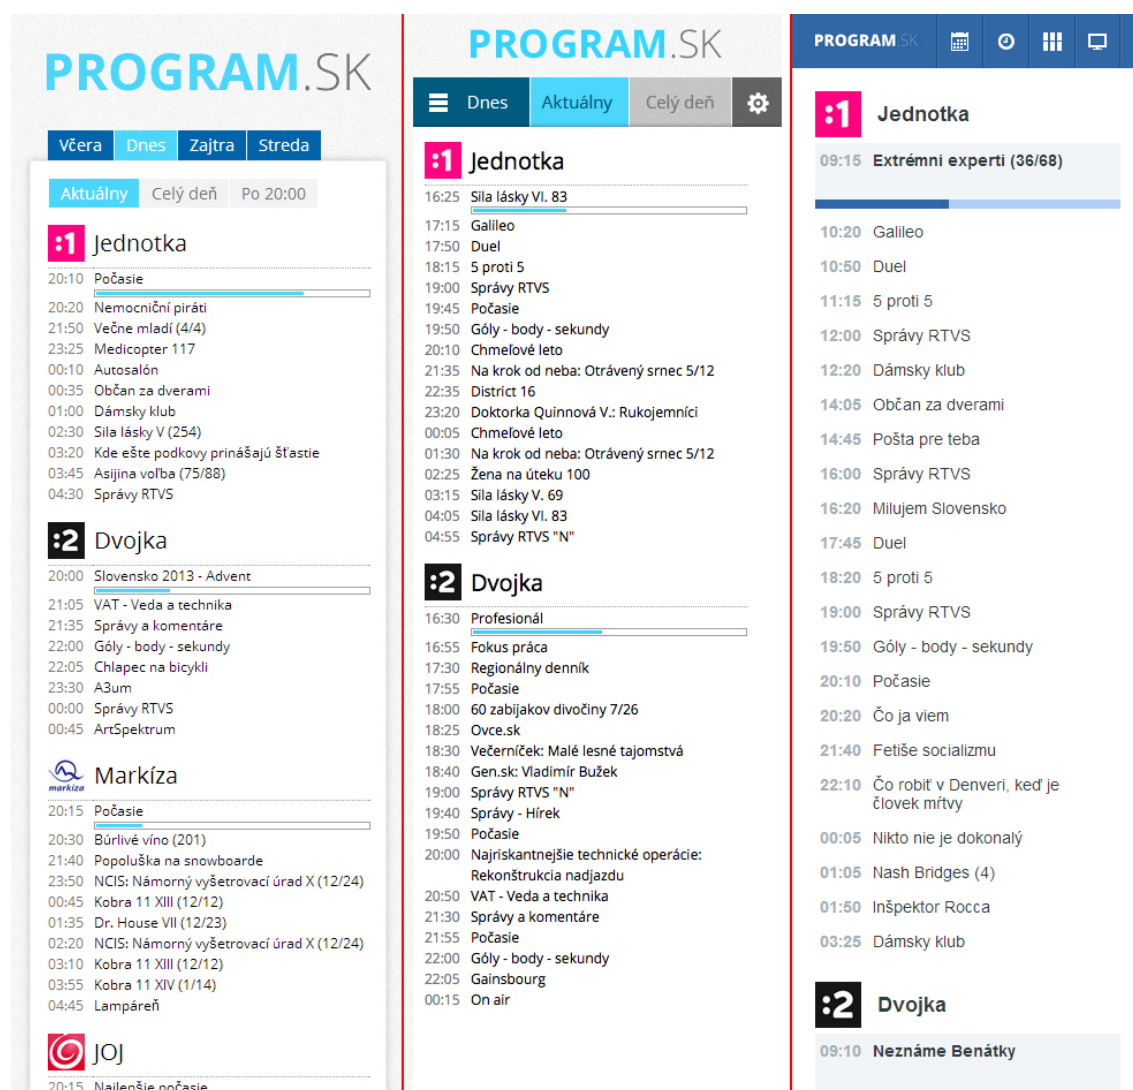 PROGRAM.SK
Včera Dnes Zajtra Streda
Aktuálny Celý deň Po 20:00
:1 Jednotka
20:10 Počasie
20:20 Nemocniční piráti
21:50 Večne mladí (4/4)
23:25 Medicopter 117
00:10 Autosalón
00:35 Občan za dverami
01:00 Dámsky klub
02:30 Sila lásky V (254)
03:20 Kde ešte podkovy prinášajú šťastie
03:45 Asijina voľba (75/88)
04:30 Správy RTVS
:2 Dvojka
20:00 Slovensko 2013 - Advent
21:05 VAT - Veda a technika
21:35 Správy a komentáre
22:00 Góly - body - sekundy
22:05 Chlapec na bicykli
23:30 A3um
00:00 Správy RTVS
00:45 ArtSpektrum
markíza Markíza
20:15 Počasie
20:30 Búrlivé víno (201)
21:40 Popoluška na snowboarde
23:50 NCIS: Námorný vyšetrovací úrad X (12/24)
00:45 Kobra 11 XIII (12/12)
01:35 Dr. House VII (12/23)
02:20 NCIS: Námorný vyšetrovací úrad X (12/24)
03:10 Kobra 11 XIII (12/12)
03:55 Kobra 11 XIV (1/14)
04:45 Lampáreň
JOJ
20:15 Najlepšie počasie
PROGRAM.SK
Dnes Aktuálny Celý deň
:1 Jednotka
16:25 Sila lásky VI. 83
17:15 Galileo
17:50 Duel
18:15 5 proti 5
19:00 Správy RTVS
19:45 Počasie
19:50 Góly - body - sekundy
20:10 Chmeľové leto
21:35 Na krok od neba: Otrávený srnec 5/12
22:35 District 16
23:20 Doktorka Quinnová V.: Rukojemníci
00:05 Chmeľové leto
01:30 Na krok od neba: Otrávený srnec 5/12
02:25 Žena na úteku 100
03:15 Sila lásky V. 69
04:05 Sila lásky VI. 83
04:55 Správy RTVS "N"
:2 Dvojka
16:30 Profesionál
16:55 Fokus práca
17:30 Regionálny denník
17:55 Počasie
18:00 60 zabijakov divočiny 7/26
18:25 Ovce.sk
18:30 Večerníček: Malé lesné tajomstvá
18:40 Gen.sk: Vladimír Bužek
19:00 Správy RTVS "N"
19:40 Správy - Hírek
19:50 Počasie
20:00 Najriskantnejšie technické operácie:
Rekonštrukcia nadjazdu
20:50 VAT - Veda a technika
21:30 Správy a komentáre
21:55 Počasie
22:00 Góly - body - sekundy
22:05 Gainsbourg
00:15 On air
PROGRAM.SK
:1 Jednotka
09:15 Extrémni experti (36/68)
10:20 Galileo
10:50 Duel
11:15 5 proti 5
12:00 Správy RTVS
12:20 Dámsky klub
14:05 Občan za dverami
14:45 Pošta pre teba
16:00 Správy RTVS
16:20 Milujem Slovensko
17:45 Duel
18:20 5 proti 5
19:00 Správy RTVS
19:50 Góly - body - sekundy
20:10 Počasie
20:20 Čo ja viem
21:40 Fetiše socializmu
22:10 Čo robiť v Denveri, keď je
človek mŕtvy
00:05 Nikto nie je dokonalý
01:05 Nash Bridges (4)
01:50 Inšpektor Rocca
03:25 Dámsky klub
:2 Dvojka
09:10 Neznáme Benátky